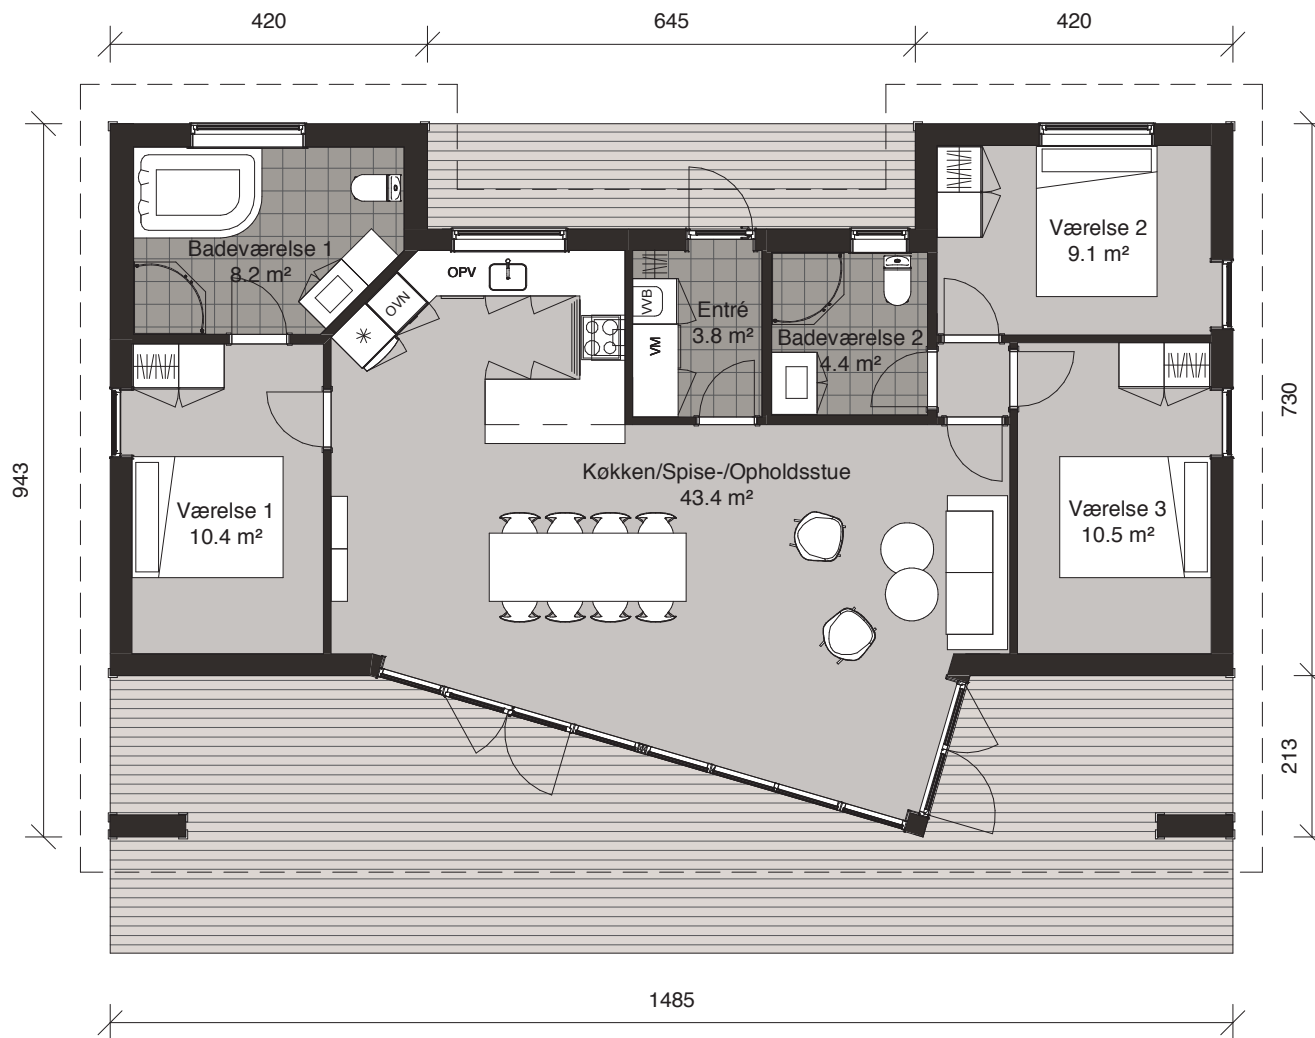 420
645
420
Badeværelse 1
8.2 m²
OPV
OVN
VVB
VM
Entré
3.8 m²
Badeværelse 2
4.4 m²
Værelse 2
9.1 m²
943
730
Køkken/Spise-/Opholdsstue
43.4 m²
Værelse 1
10.4 m²
Værelse 3
10.5 m²
213
1485